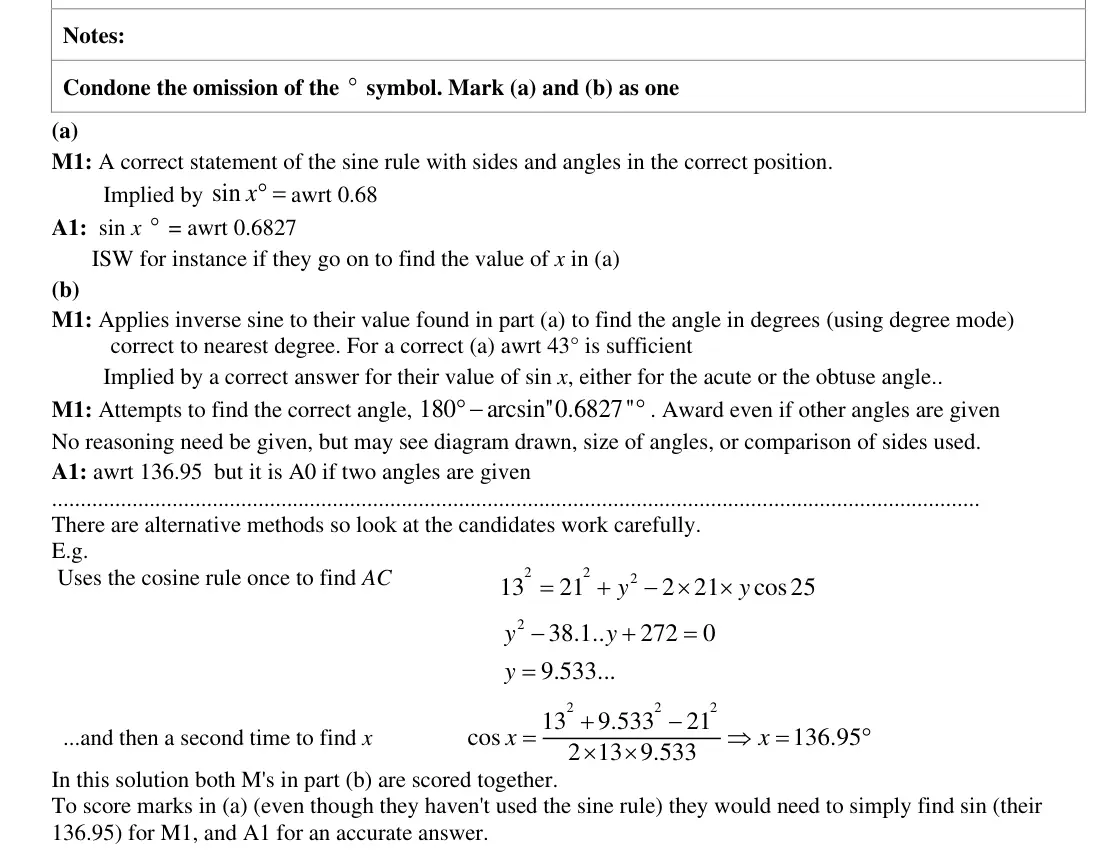 Notes:
Condone the omission of the ° symbol. Mark (a) and (b) as one
(a)
M1: A correct statement of the sine rule with sides and angles in the correct position.
Implied by sin x° = awrt 0.68
A1: sin x ° = awrt 0.6827
ISW for instance if they go on to find the value of x in (a)
(b)
M1: Applies inverse sine to their value found in part (a) to find the angle in degrees (using degree mode)
correct to nearest degree. For a correct (a) awrt 43° is sufficient
Implied by a correct answer for their value of sin x, either for the acute or the obtuse angle..
M1: Attempts to find the correct angle, 180° − arcsin"0.6827"° . Award even if other angles are given
No reasoning need be given, but may see diagram drawn, size of angles, or comparison of sides used.
A1: awrt 136.95 but it is A0 if two angles are given
....................................................................................................................................................................
There are alternative methods so look at the candidates work carefully.
E.g.
Uses the cosine rule once to find AC 13² = 21² + y² − 2×21× y cos 25
y² − 38.1..y + 272 = 0
y = 9.533...
...and then a second time to find x cos x = (13² + 9.533² − 21²)/(2×13×9.533) ⇒ x = 136.95°
In this solution both M's in part (b) are scored together.
To score marks in (a) (even though they haven't used the sine rule) they would need to simply find sin (their
136.95) for M1, and A1 for an accurate answer.